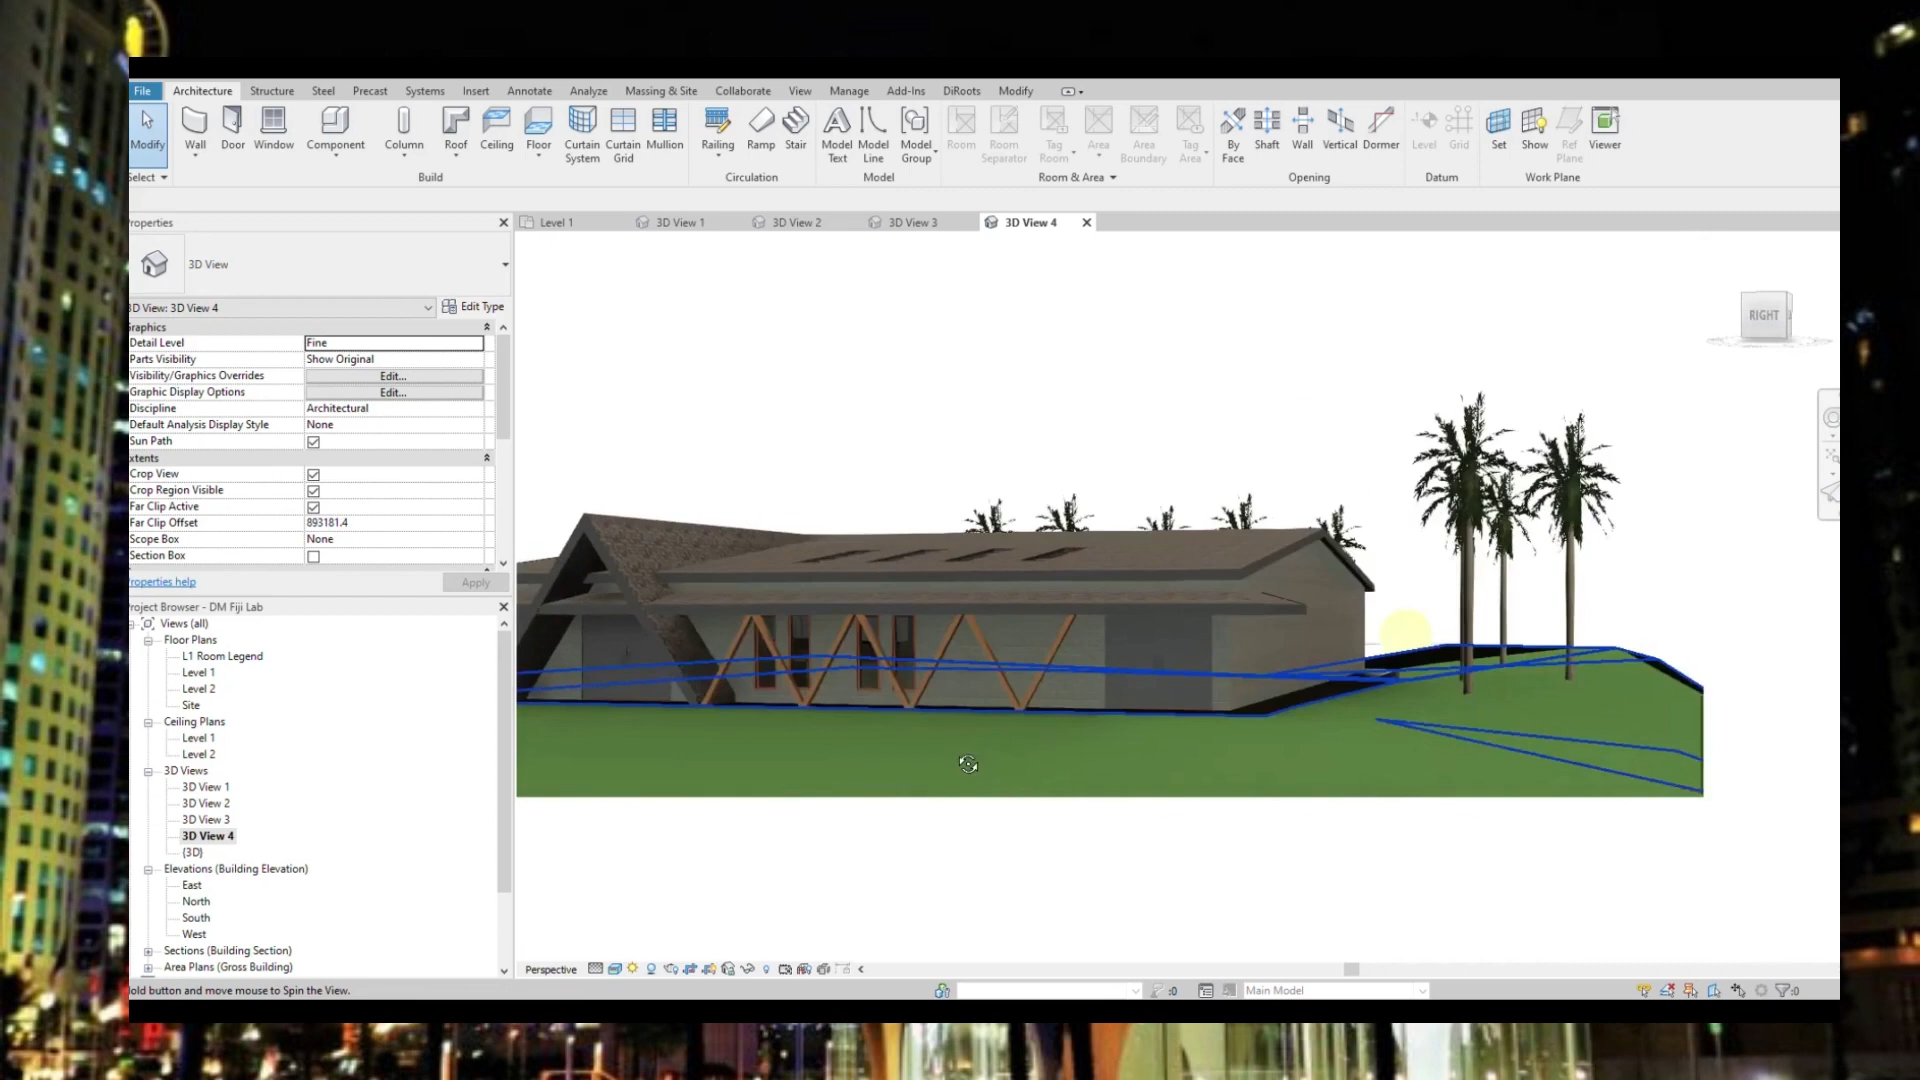 File Architecture Structure Steel Precast Systems Insert Annotate Analyze Massing & Site Collaborate View Manage Add-Ins DiRoots Modify
Modify Wall Door Window Component Column Roof Ceiling Floor Curtain System Curtain Grid Mullion Railing Ramp Stair Model Text Model Line Model Group Room Room Separator Tag Room Area Area Boundary Tag Area By Face Shaft Wall Vertical Dormer Level Grid Set Show Ref Plane Viewer
Select Build Circulation Model Room & Area Opening Datum Work Plane
roperties
Level 1 3D View 1 3D View 2 3D View 3 3D View 4
3D View
3D View: 3D View 4 Edit Type
raphics
Detail Level Fine
Parts Visibility Show Original
Visibility/Graphics Overrides Edit...
Graphic Display Options Edit...
Discipline Architectural
Default Analysis Display Style None
Sun Path
xtents
Crop View
Crop Region Visible
Far Clip Active
Far Clip Offset 893181.4
Scope Box None
Section Box
roperties help Apply
roject Browser - DM Fiji Lab
Views (all)
Floor Plans
L1 Room Legend
Level 1
Level 2
Site
Ceiling Plans
Level 1
Level 2
3D Views
3D View 1
3D View 2
3D View 3
3D View 4
{3D}
Elevations (Building Elevation)
East
North
South
West
Sections (Building Section)
Area Plans (Gross Building)
RIGHT
Perspective
old button and move mouse to Spin the View.
:0 Main Model :0